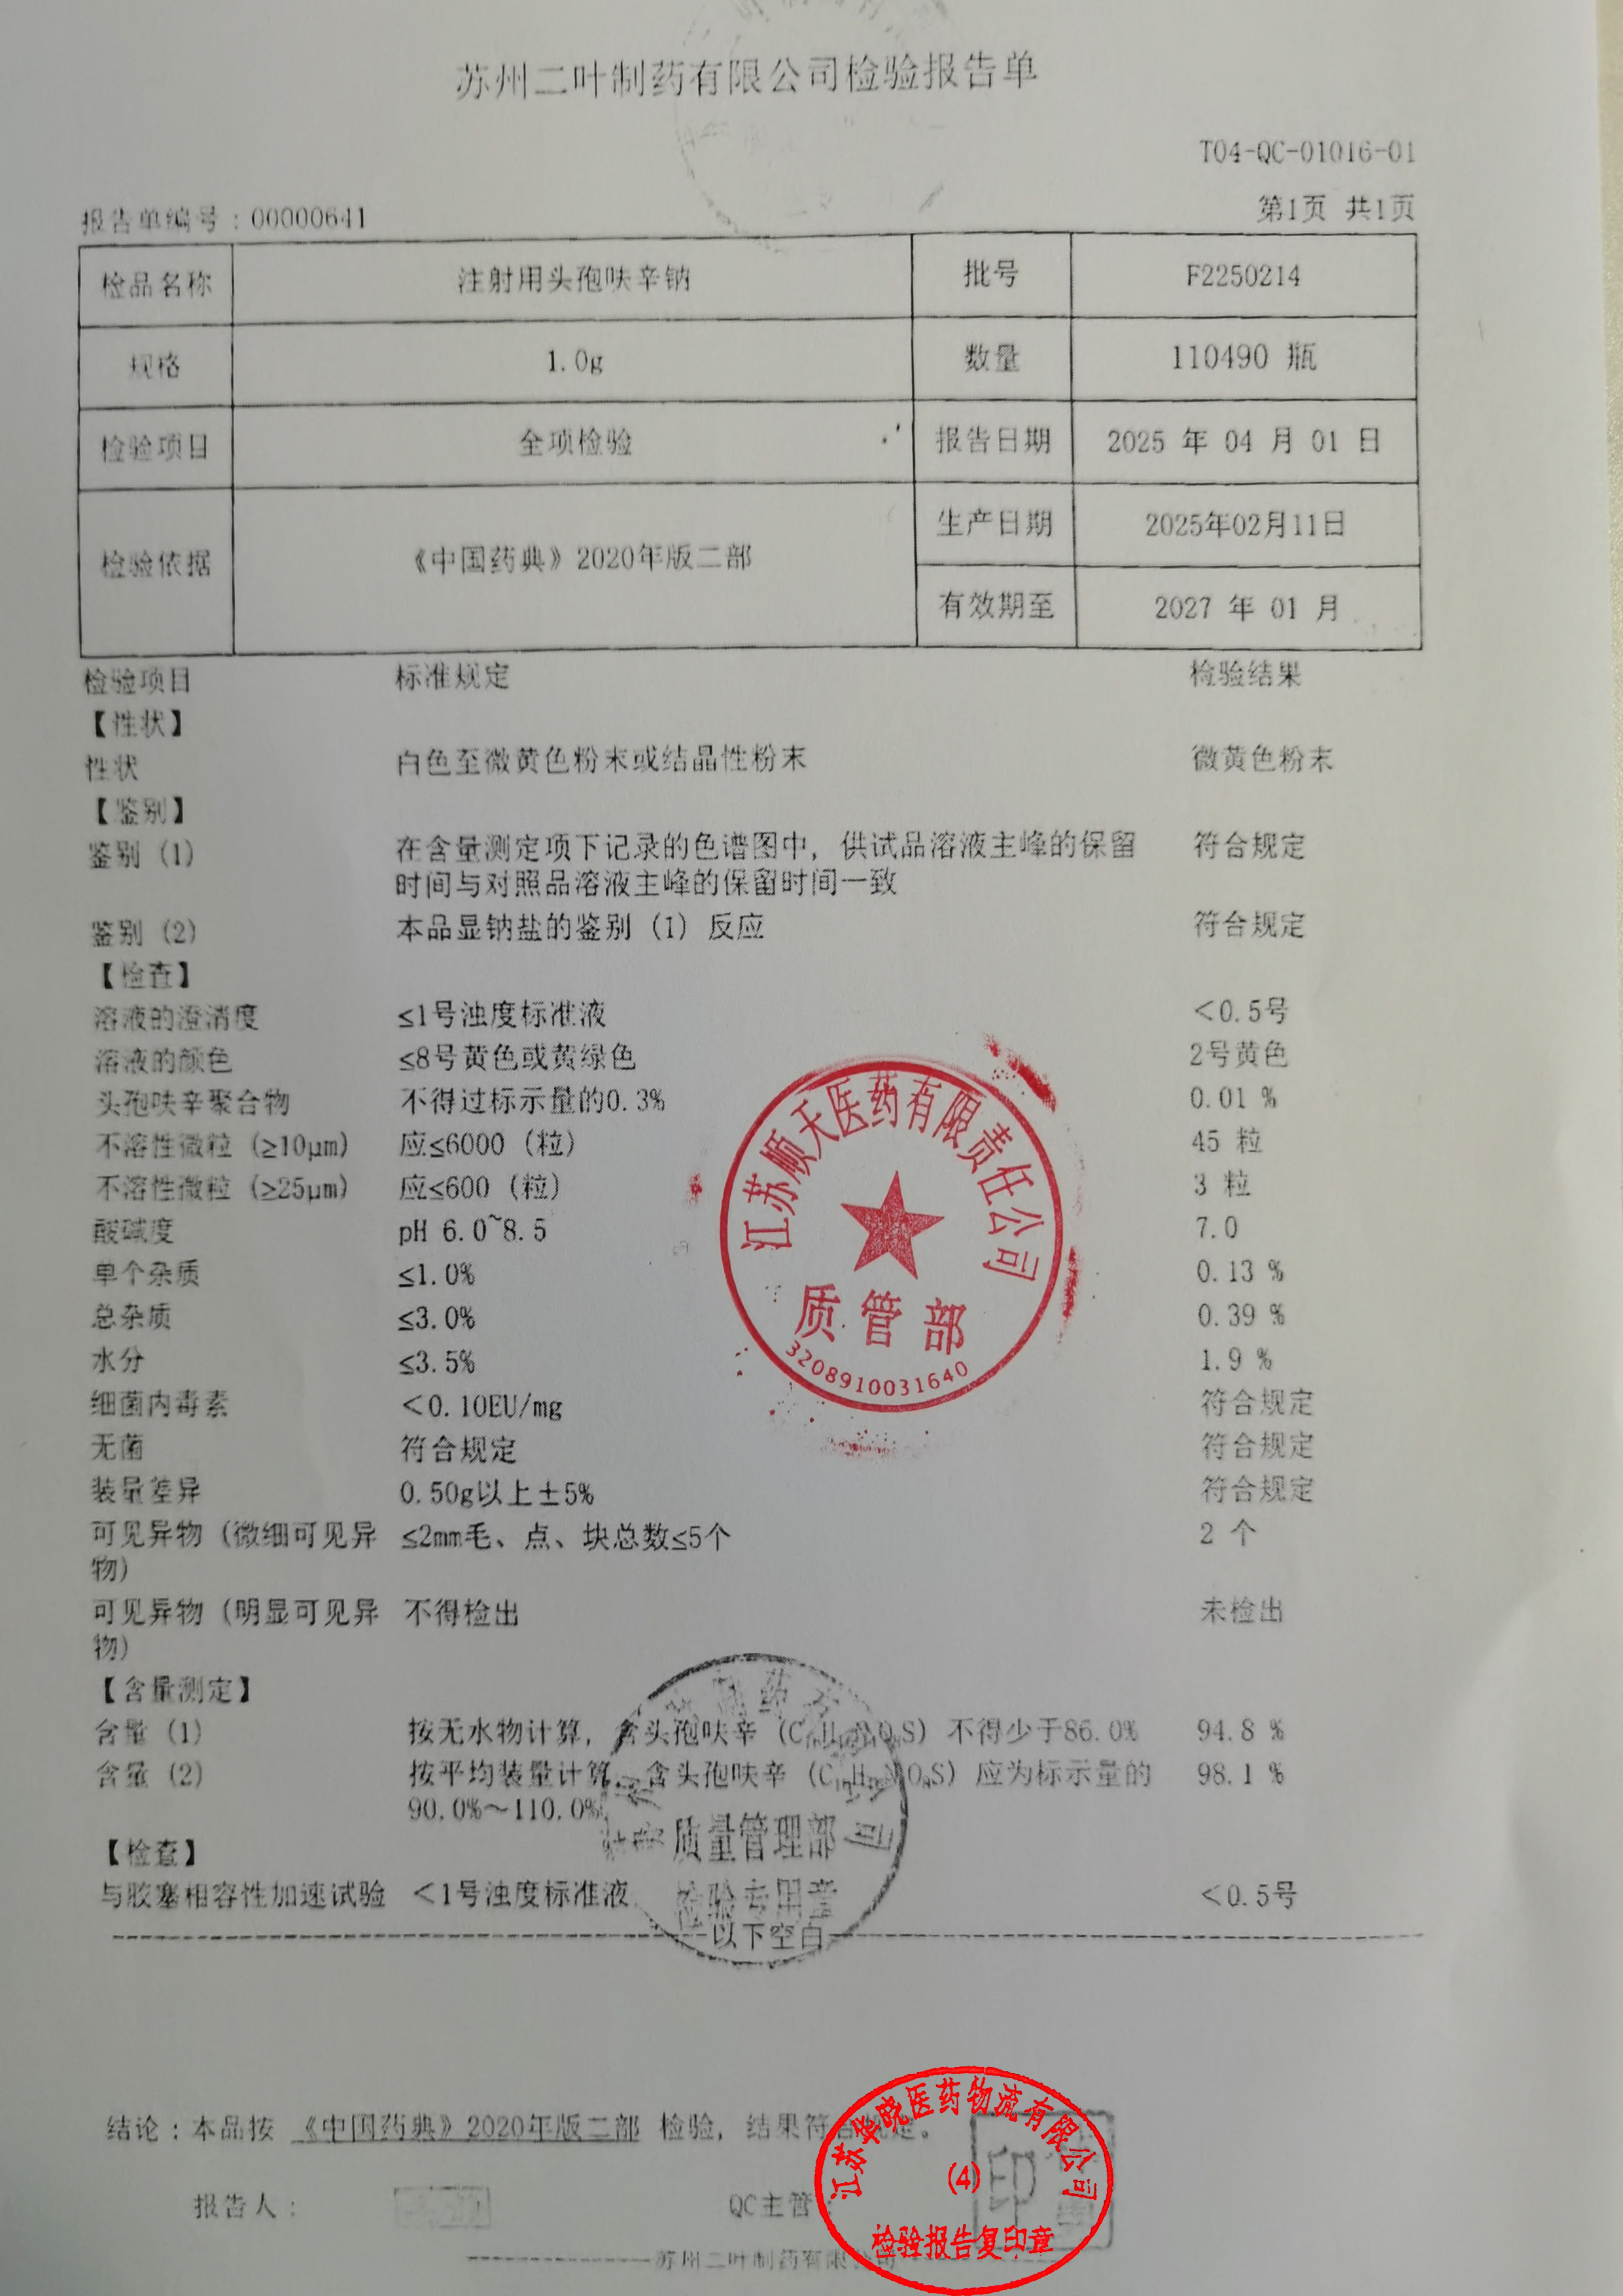 苏州二叶制药有限公司检验报告单
T04-QC-01016-01
报告单编号：00000641
第1页 共1页
检品名称 注射用头孢呋辛钠 批号 F2250214
规格 1.0g 数量 110490 瓶
检验项目 全项检验 报告日期 2025 年 04 月 01 日
检验依据 《中国药典》2020年版二部 生产日期 2025年02月11日
有效期至 2027 年 01 月
检验项目 标准规定 检验结果
【性状】
性状 白色至微黄色粉末或结晶性粉末 微黄色粉末
【鉴别】
鉴别（1） 在含量测定项下记录的色谱图中，供试品溶液主峰的保留 符合规定
时间与对照品溶液主峰的保留时间一致
鉴别（2） 本品显钠盐的鉴别（1）反应 符合规定
【检查】
溶液的澄清度 ≤1号浊度标准液 ＜0.5号
溶液的颜色 ≤8号黄色或黄绿色 2号黄色
头孢呋辛聚合物 不得过标示量的0.3% 0.01 %
不溶性微粒（≥10μm） 应≤6000（粒） 45 粒
不溶性微粒（≥25μm） 应≤600（粒） 3 粒
酸碱度 pH 6.0~8.5 7.0
单个杂质 ≤1.0% 0.13 %
总杂质 ≤3.0% 0.39 %
水分 ≤3.5% 1.9 %
细菌内毒素 ＜0.10EU/mg 符合规定
无菌 符合规定 符合规定
装量差异 0.50g以上±5% 符合规定
可见异物（微细可见异 ≤2mm毛、点、块总数≤5个 2 个
物）
可见异物（明显可见异 不得检出 未检出
物）
【含量测定】
含量（1） 按无水物计算，含头孢呋辛 不得少于86.0% 94.8 %
含量（2） 按平均装量计算，含头孢呋辛 应为标示量的 98.1 %
90.0%～110.0%
【检查】
与胶塞相容性加速试验 ＜1号浊度标准液 ＜0.5号
以下空白
江苏顺天医药有限责任公司
质管部
3208910031640
质量管理部
检验专用章
结论：本品按 《中国药典》2020年版二部 检验，结果符合规定。
报告人： QC主管：
江苏华晓医药物流有限公司
(4)
检验报告复印章
印
苏州二叶制药有限公司